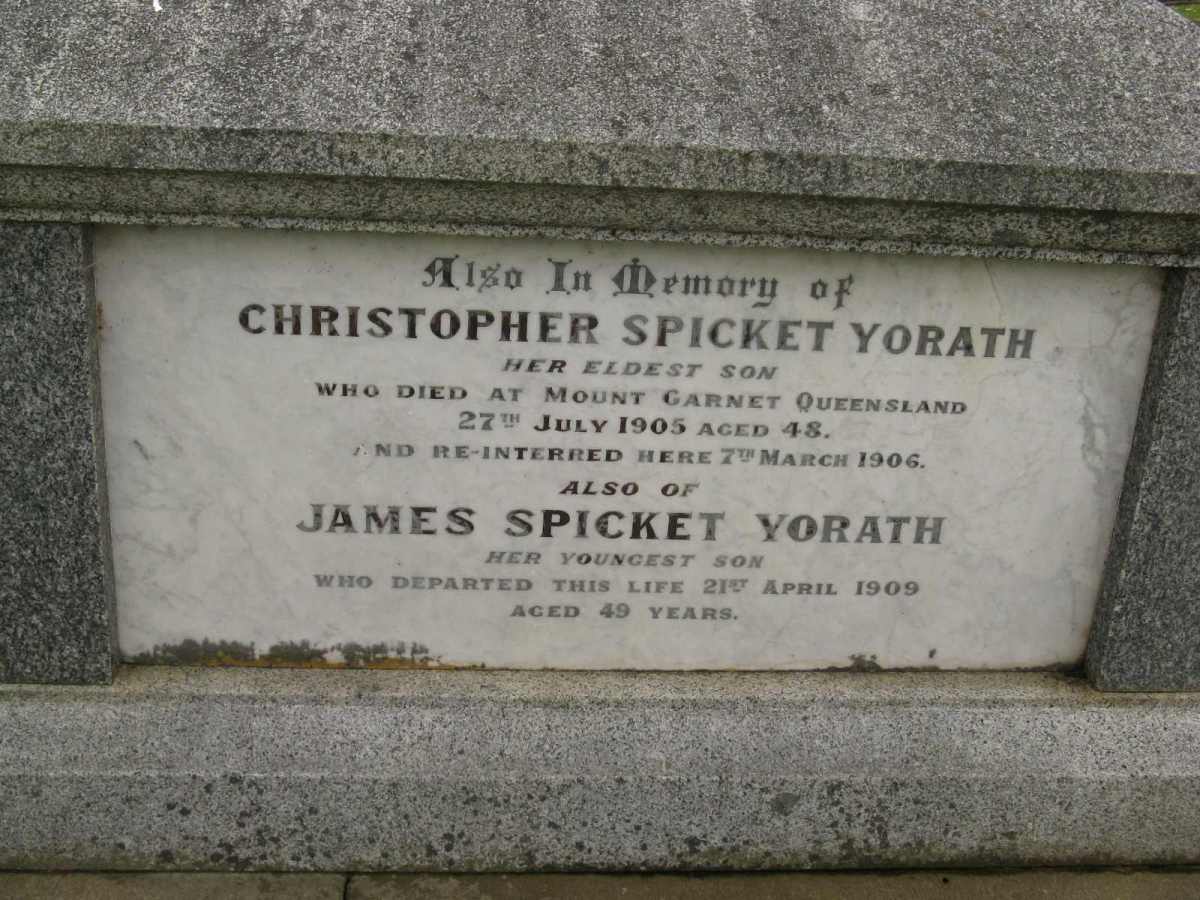 Also In Memory of
CHRISTOPHER SPICKET YORATH
HER ELDEST SON
WHO DIED AT MOUNT GARNET QUEENSLAND
27TH JULY 1905 AGED 48.
AND RE-INTERRED HERE 7TH MARCH 1906.
ALSO OF
JAMES SPICKET YORATH
HER YOUNGEST SON
WHO DEPARTED THIS LIFE 21ST APRIL 1909
AGED 49 YEARS.